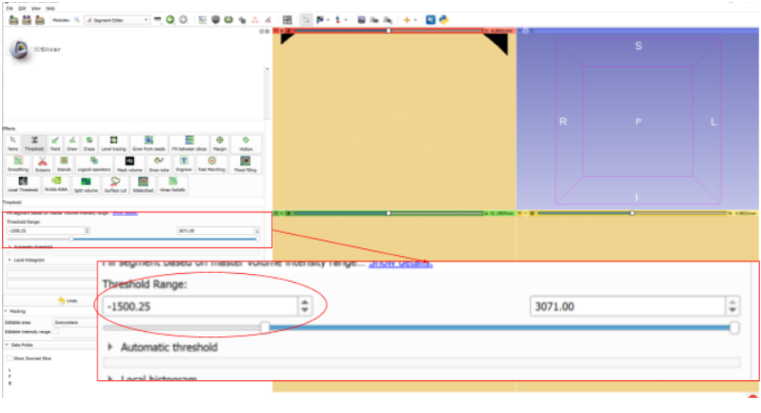 File Edit View Help
Modules: Segment Editor
3DSlicer
Effects
None Threshold Paint Draw Erase Level tracing Grow from seeds Fill between slices Margin Hollow
Smoothing Scissors Islands Logical operators Mask volume Draw tube Engrave Fast Marching Flood filling
Local Threshold Split volume Surface cut Watershed Wrap Solidify
Threshold
Fill segment based on master volume intensity range... Show details.
Threshold Range:
-1500.25 3071.00
Automatic threshold
Local histogram
Undo
Masking
Editable area: Everywhere
Editable intensity range:
Data Probe
Show Zoomed Slice
L
F
B
S
R P L
I
Fill segment based on master volume intensity range... Show details.
Threshold Range:
-1500.25 3071.00
Automatic threshold
Local histogram